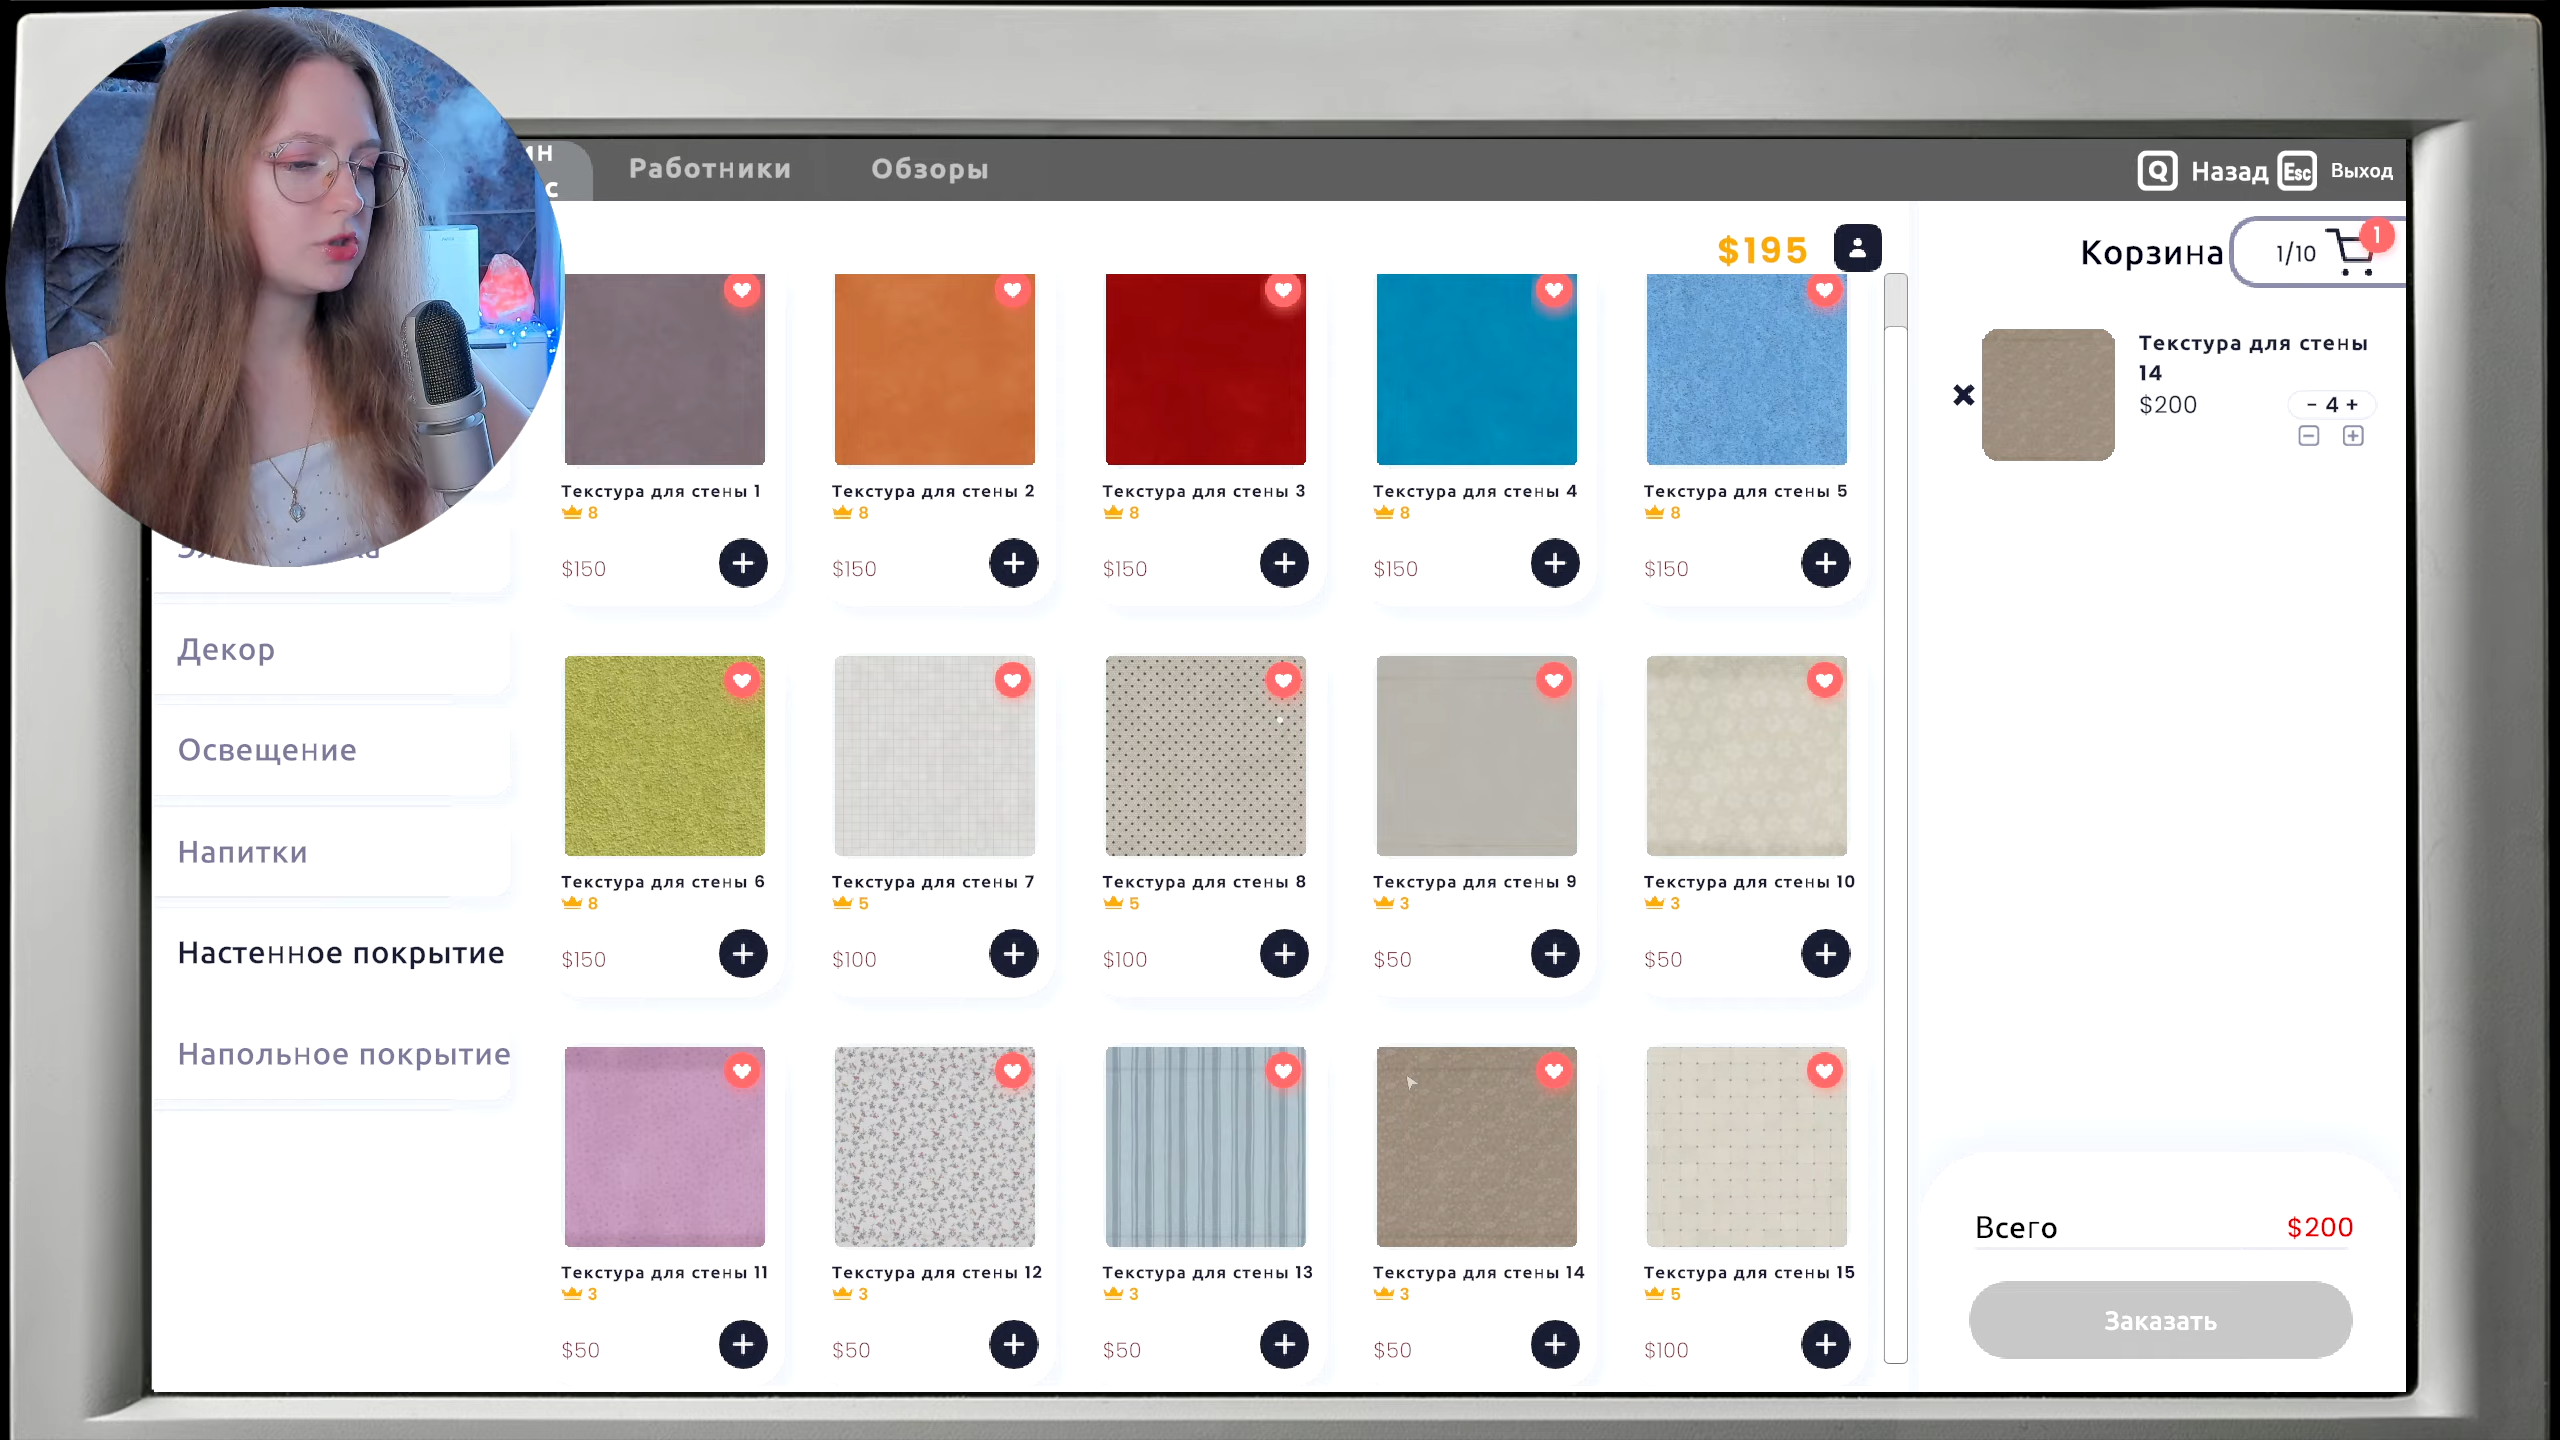 Работники
Обзоры
Q Назад Esc Выход
$195
Корзина 1/10 1
Текстура для стены
14
$200
- 4 +
Текстура для стены 1
8
$150
Текстура для стены 2
8
$150
Текстура для стены 3
8
$150
Текстура для стены 4
8
$150
Текстура для стены 5
8
$150
Декор
Освещение
Напитки
Настенное покрытие
Напольное покрытие
Текстура для стены 6
8
$150
Текстура для стены 7
5
$100
Текстура для стены 8
5
$100
Текстура для стены 9
3
$50
Текстура для стены 10
3
$50
Текстура для стены 11
3
$50
Текстура для стены 12
3
$50
Текстура для стены 13
3
$50
Текстура для стены 14
3
$50
Текстура для стены 15
5
$100
Всего $200
Заказать